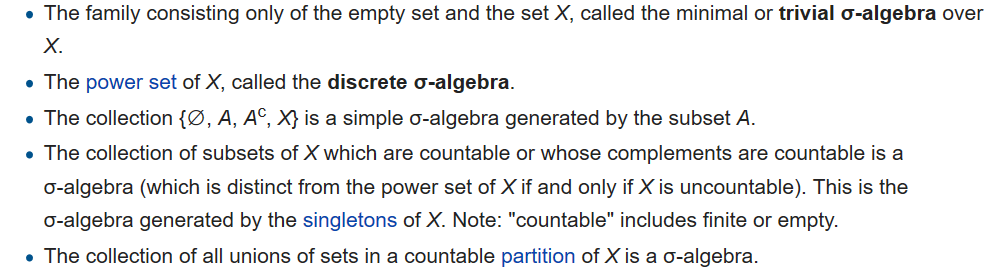 • The family consisting only of the empty set and the set X, called the minimal or trivial σ-algebra over
X.
• The power set of X, called the discrete σ-algebra.
• The collection {∅, A, Aᶜ, X} is a simple σ-algebra generated by the subset A.
• The collection of subsets of X which are countable or whose complements are countable is a
σ-algebra (which is distinct from the power set of X if and only if X is uncountable). This is the
σ-algebra generated by the singletons of X. Note: "countable" includes finite or empty.
• The collection of all unions of sets in a countable partition of X is a σ-algebra.